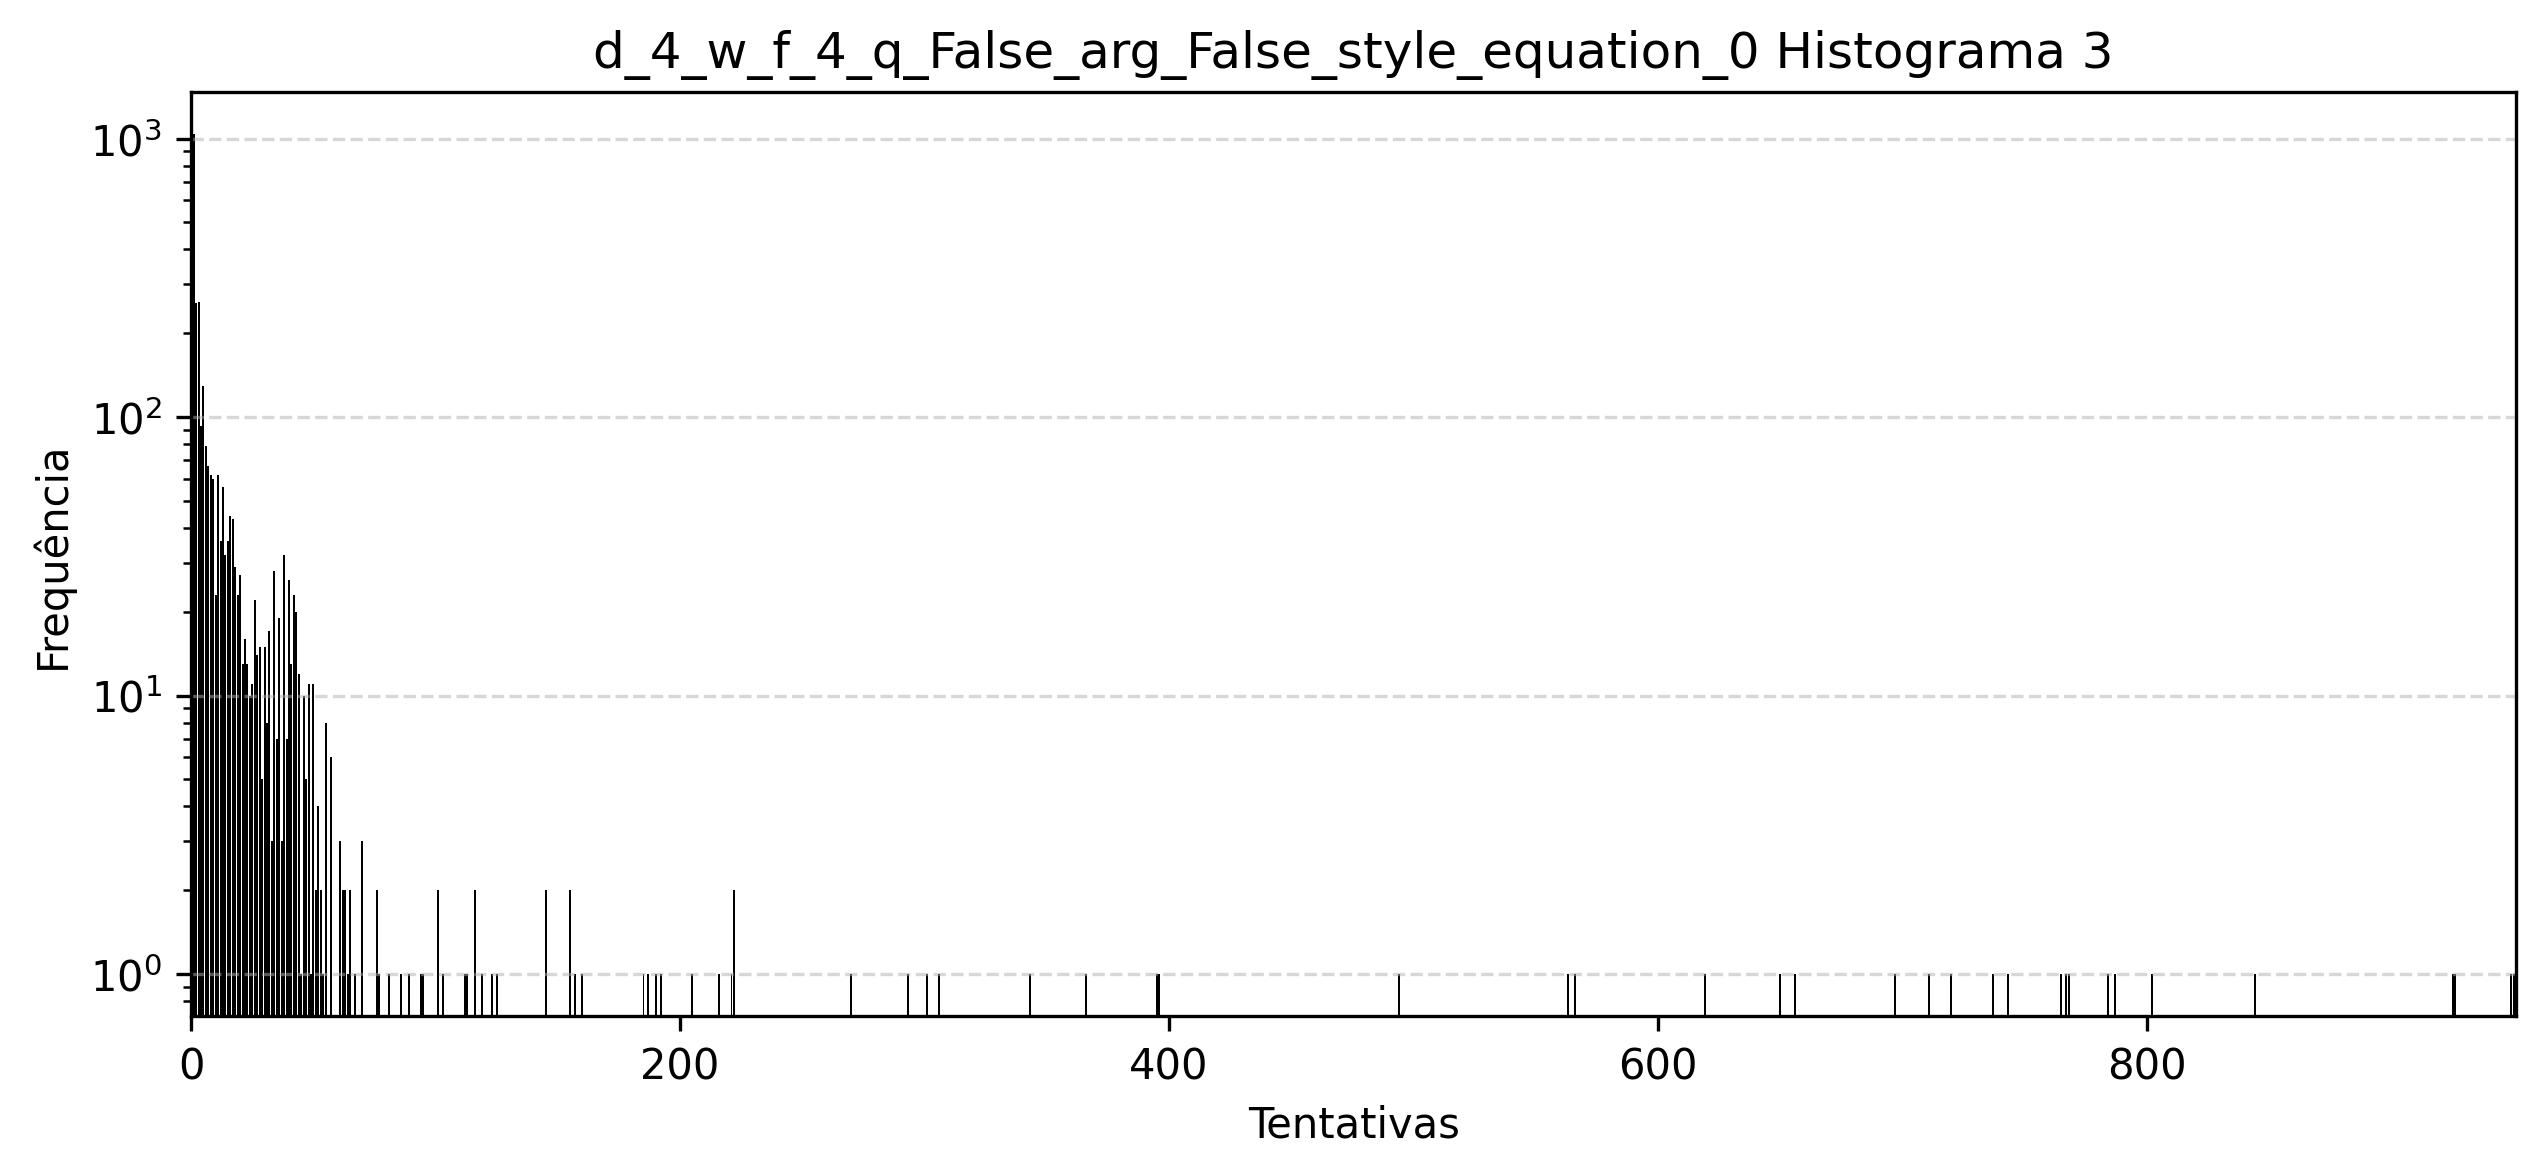 d_4_w_f_4_q_False_arg_False_style_equation_0 Histograma 3
10³
10²
10¹
10⁰
Frequência
0 200 400 600 800
Tentativas